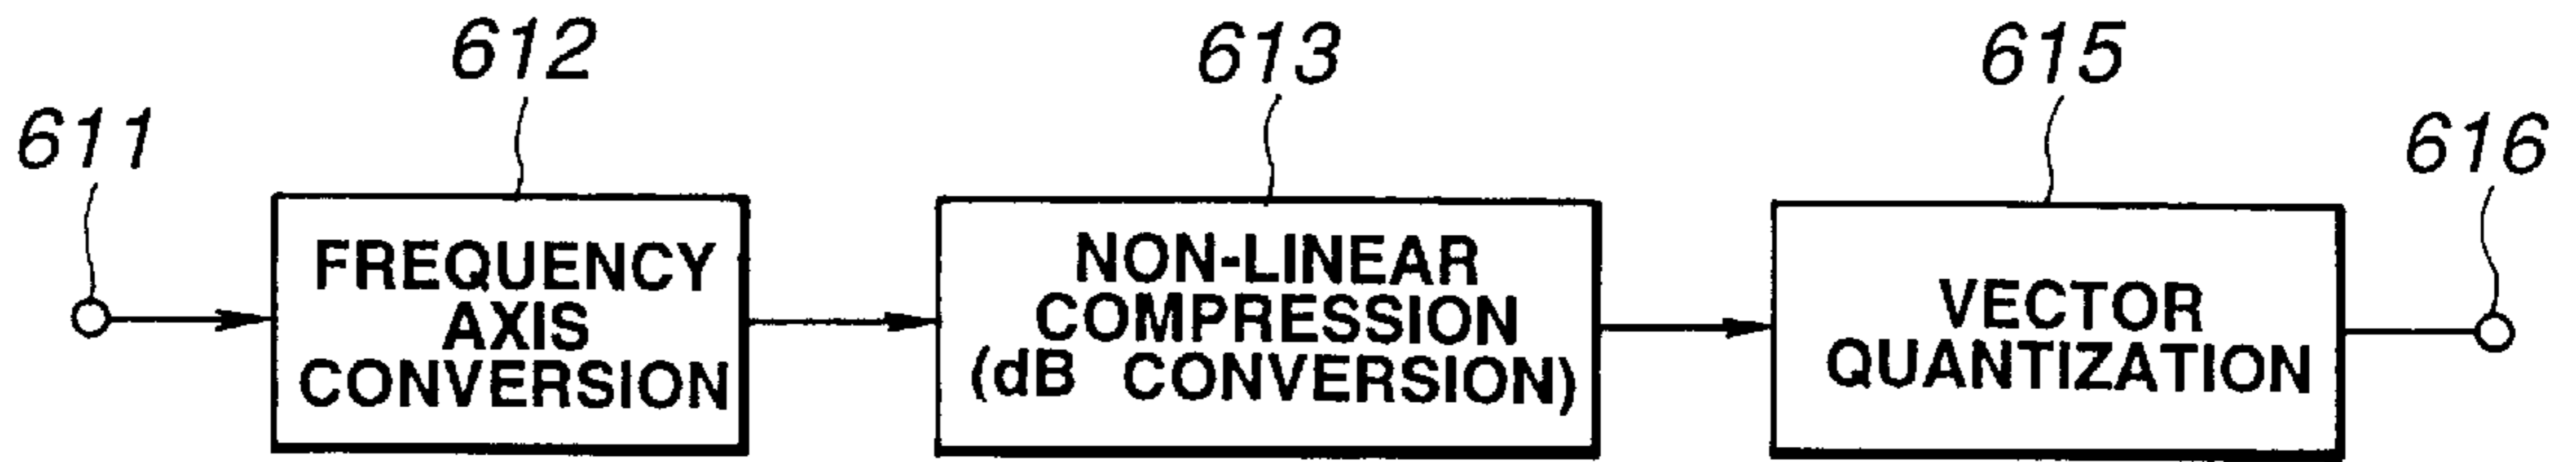 612
613
615
611
616
FREQUENCY
AXIS
CONVERSION
NON-LINEAR
COMPRESSION
(dB CONVERSION)
VECTOR
QUANTIZATION